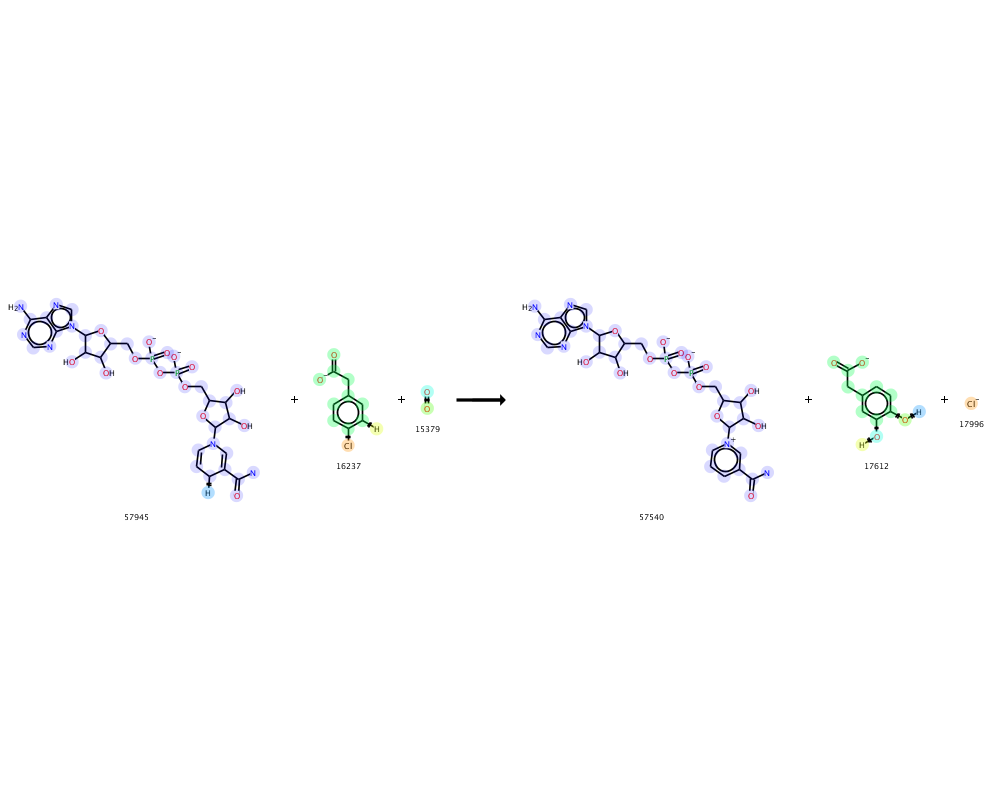 H2N N N N N N O HO OH O O- P O O- P O O O O OH OH N N O H
57945
+
O O- Cl H
16237
+
O O
15379
H2N N N N N N O HO OH O O- P O O- P O O O O OH OH N+ N O
57540
+
O O- O H O H
17612
+
Cl-
17996